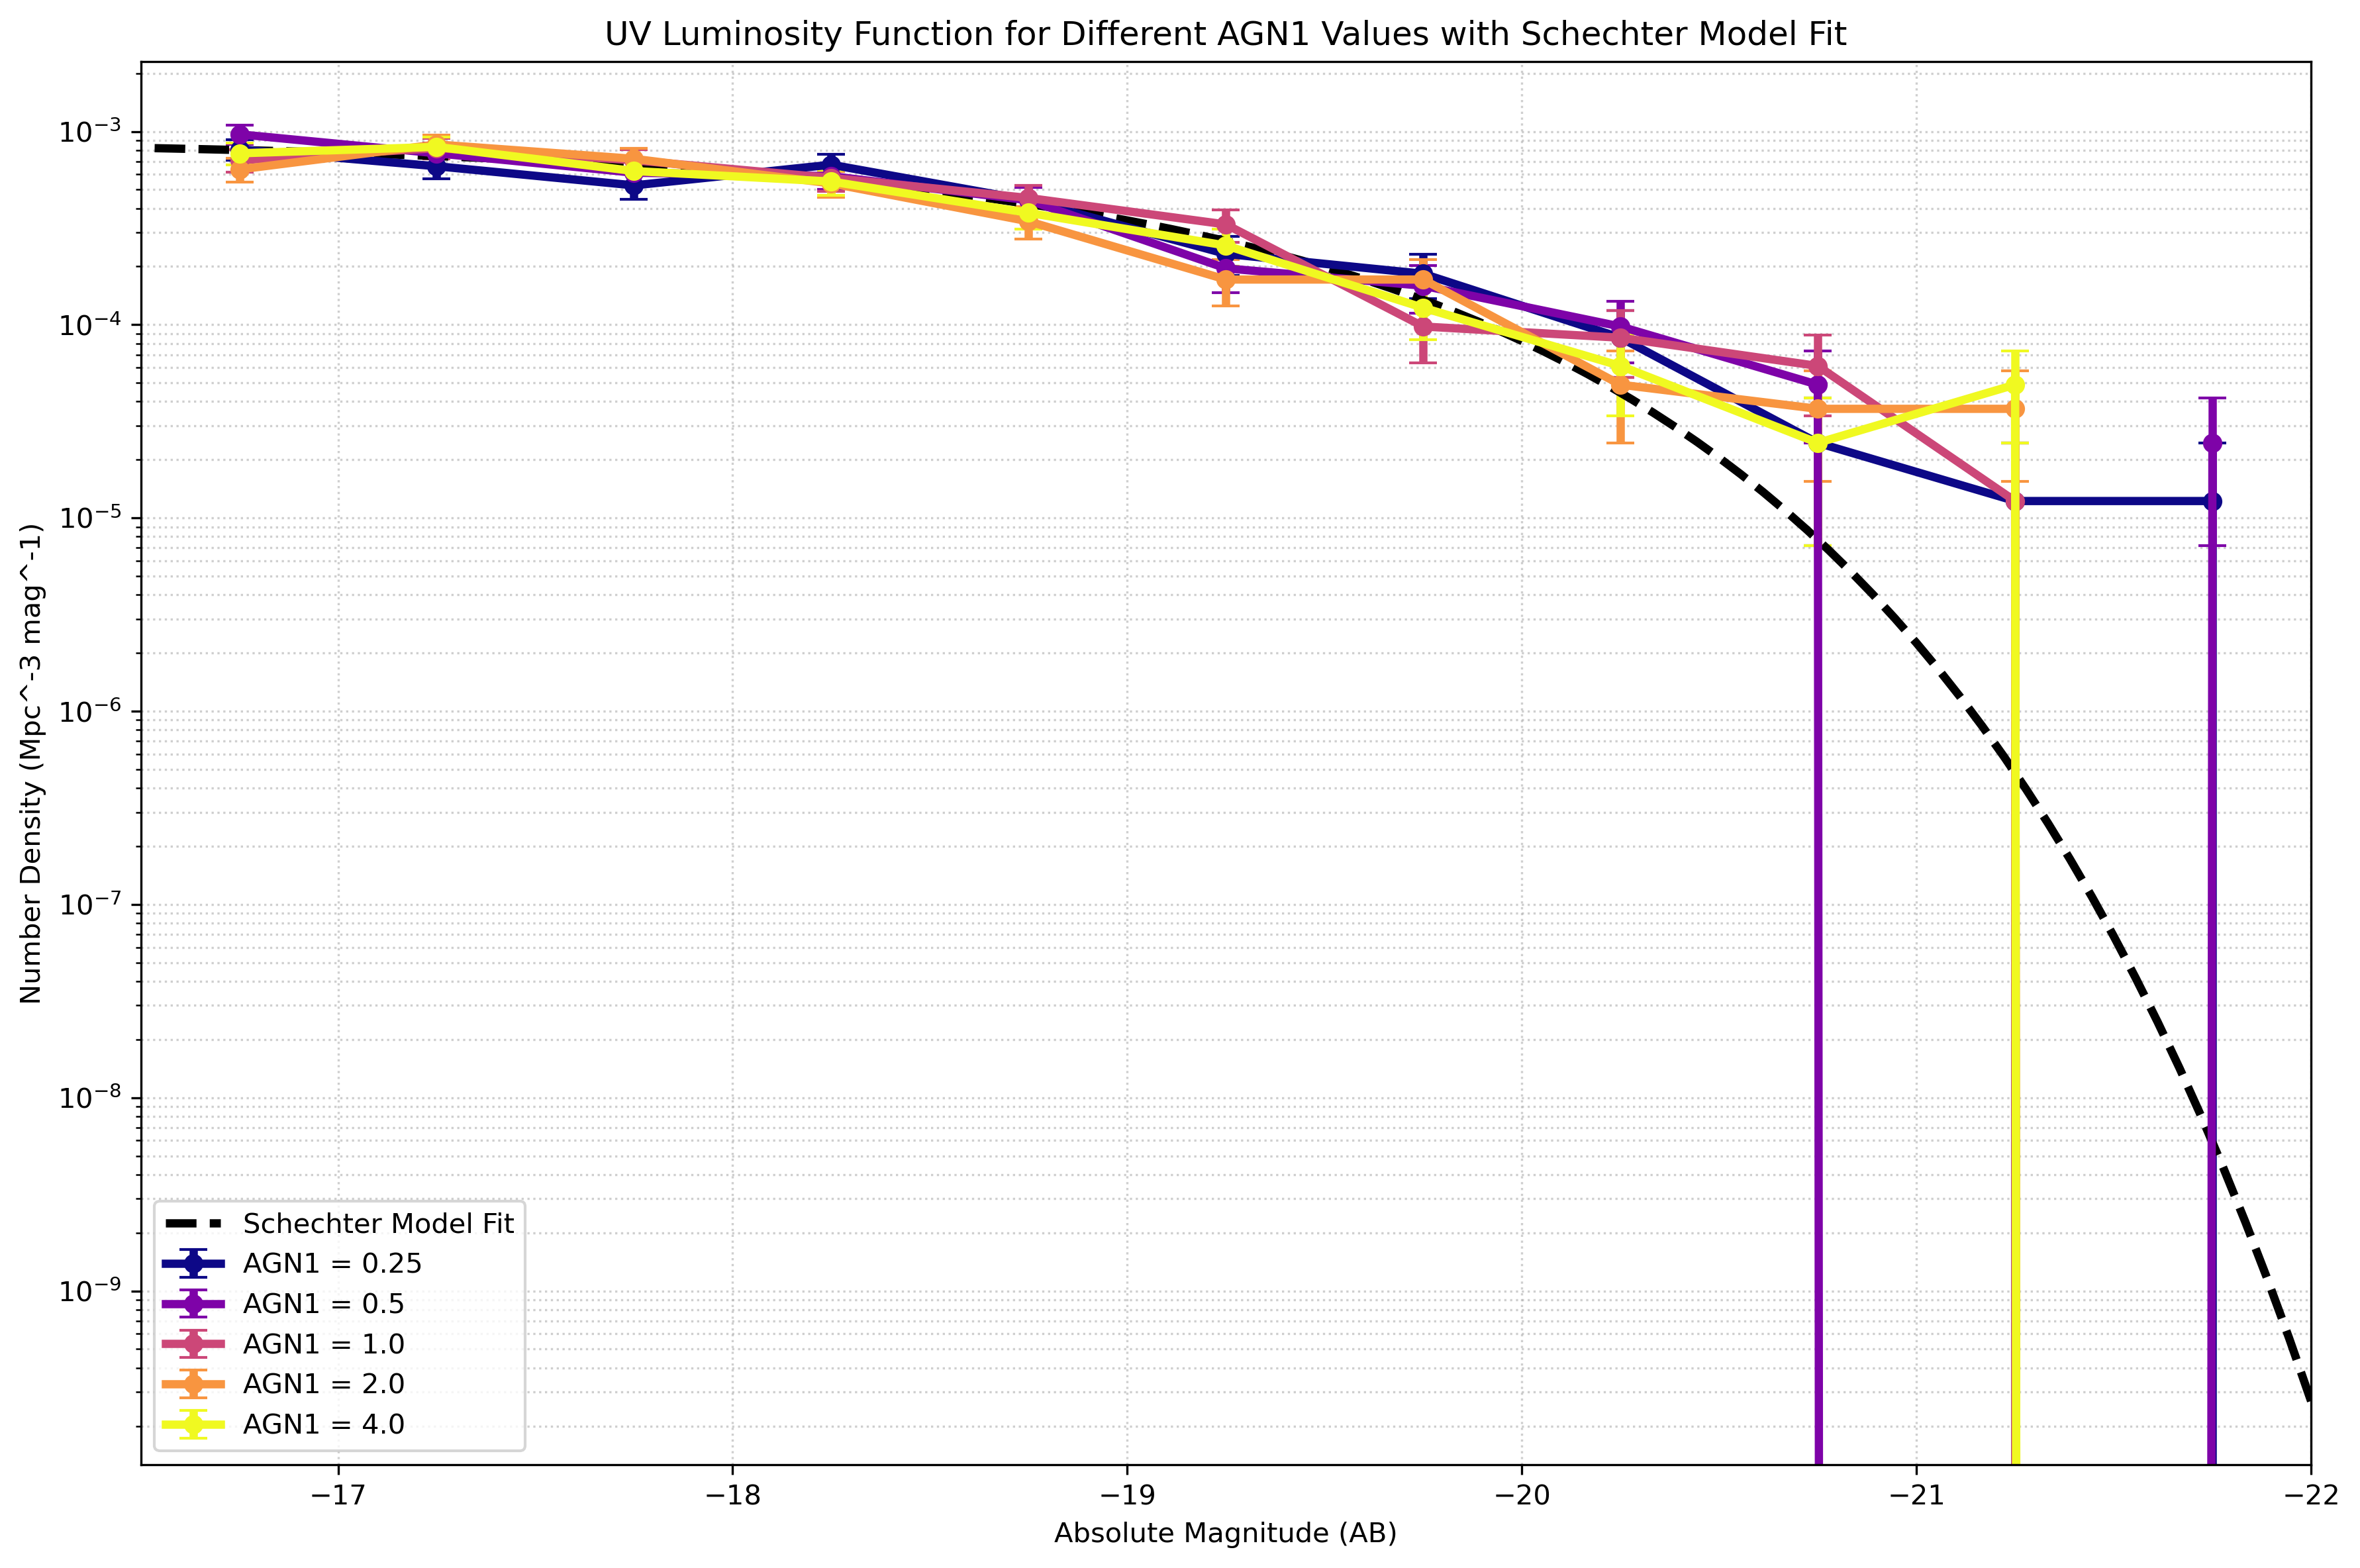 UV Luminosity Function for Different AGN1 Values with Schechter Model Fit
Number Density (Mpc^-3 mag^-1)
10⁻³
10⁻⁴
10⁻⁵
10⁻⁶
10⁻⁷
10⁻⁸
10⁻⁹
Schechter Model Fit
AGN1 = 0.25
AGN1 = 0.5
AGN1 = 1.0
AGN1 = 2.0
AGN1 = 4.0
−17 −18 −19 −20 −21 −22
Absolute Magnitude (AB)